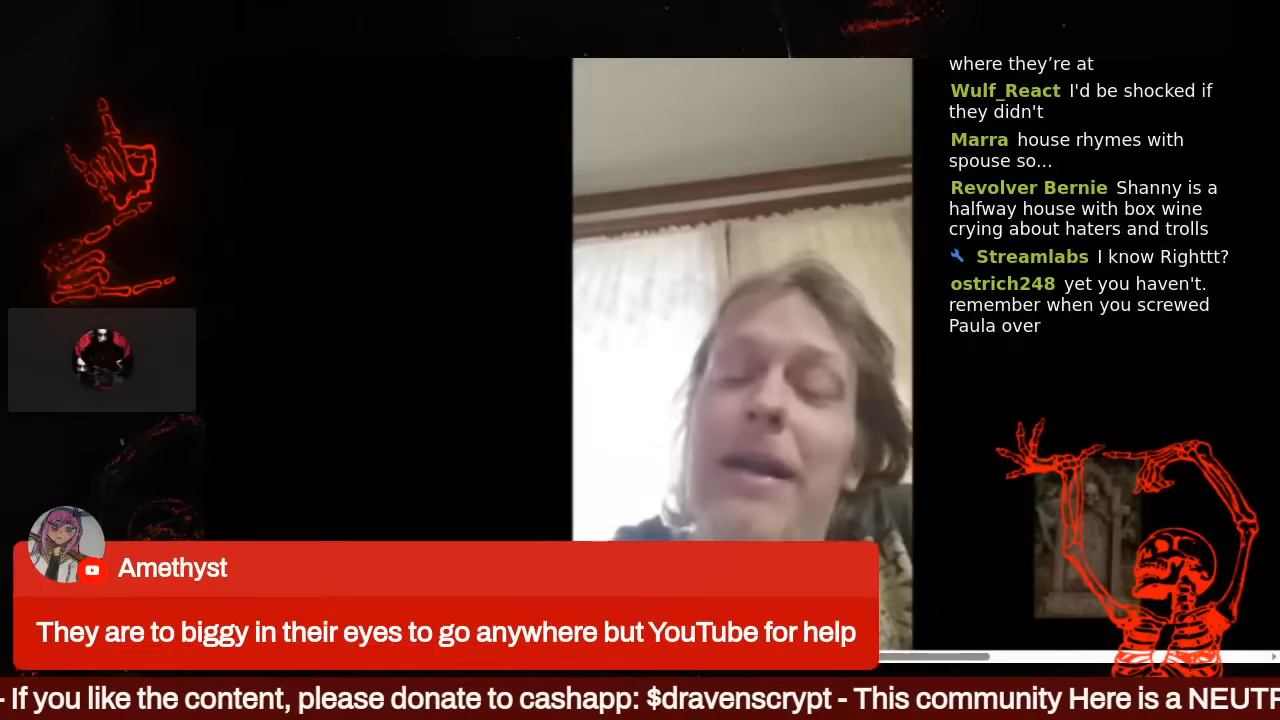 where they’re at
Wulf_React I'd be shocked if
they didn't
Marra house rhymes with
spouse so...
Revolver Bernie Shanny is a
halfway house with box wine
crying about haters and trolls
Streamlabs I know Righttt?
ostrich248 yet you haven't.
remember when you screwed
Paula over
Amethyst
They are to biggy in their eyes to go anywhere but YouTube for help
- If you like the content, please donate to cashapp: $dravenscrypt - This community Here is a